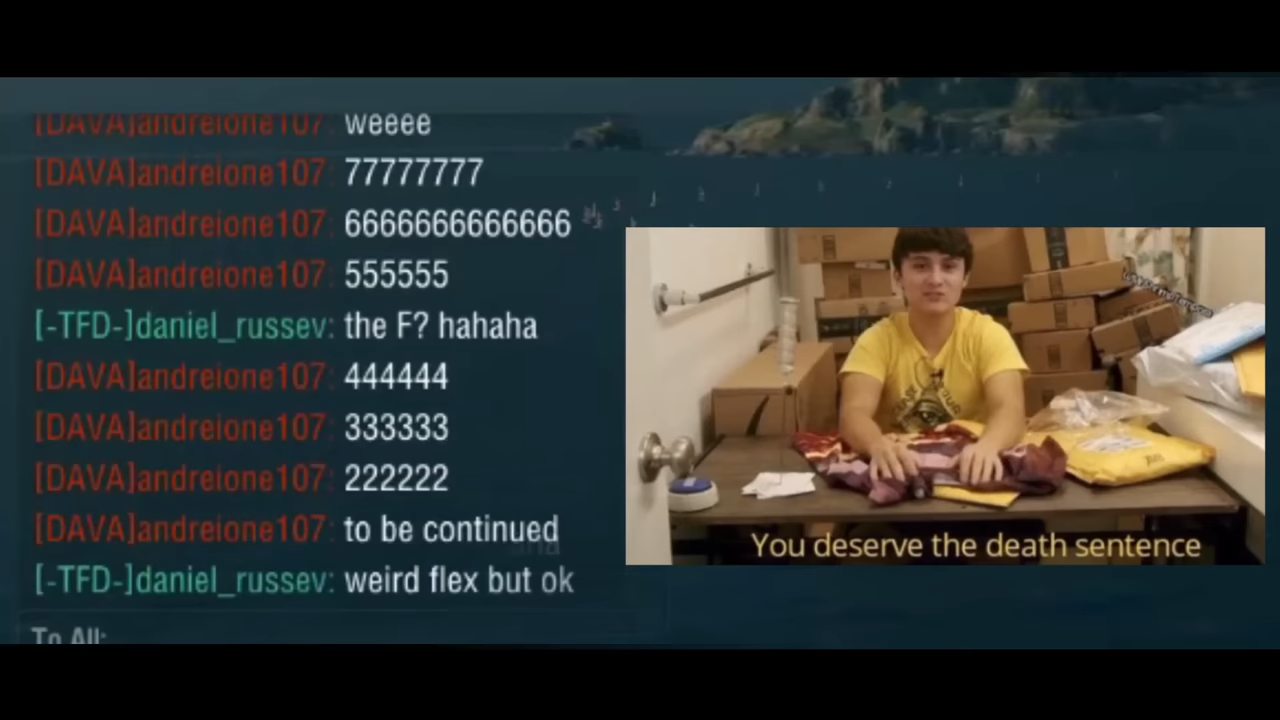 [DAVA]andreione107: weeee
[DAVA]andreione107: 77777777
[DAVA]andreione107: 6666666666666
[DAVA]andreione107: 555555
[-TFD-]daniel_russev: the F? hahaha
[DAVA]andreione107: 444444
[DAVA]andreione107: 333333
[DAVA]andreione107: 222222
[DAVA]andreione107: to be continued
[-TFD-]daniel_russev: weird flex but ok
To All:
You deserve the death sentence